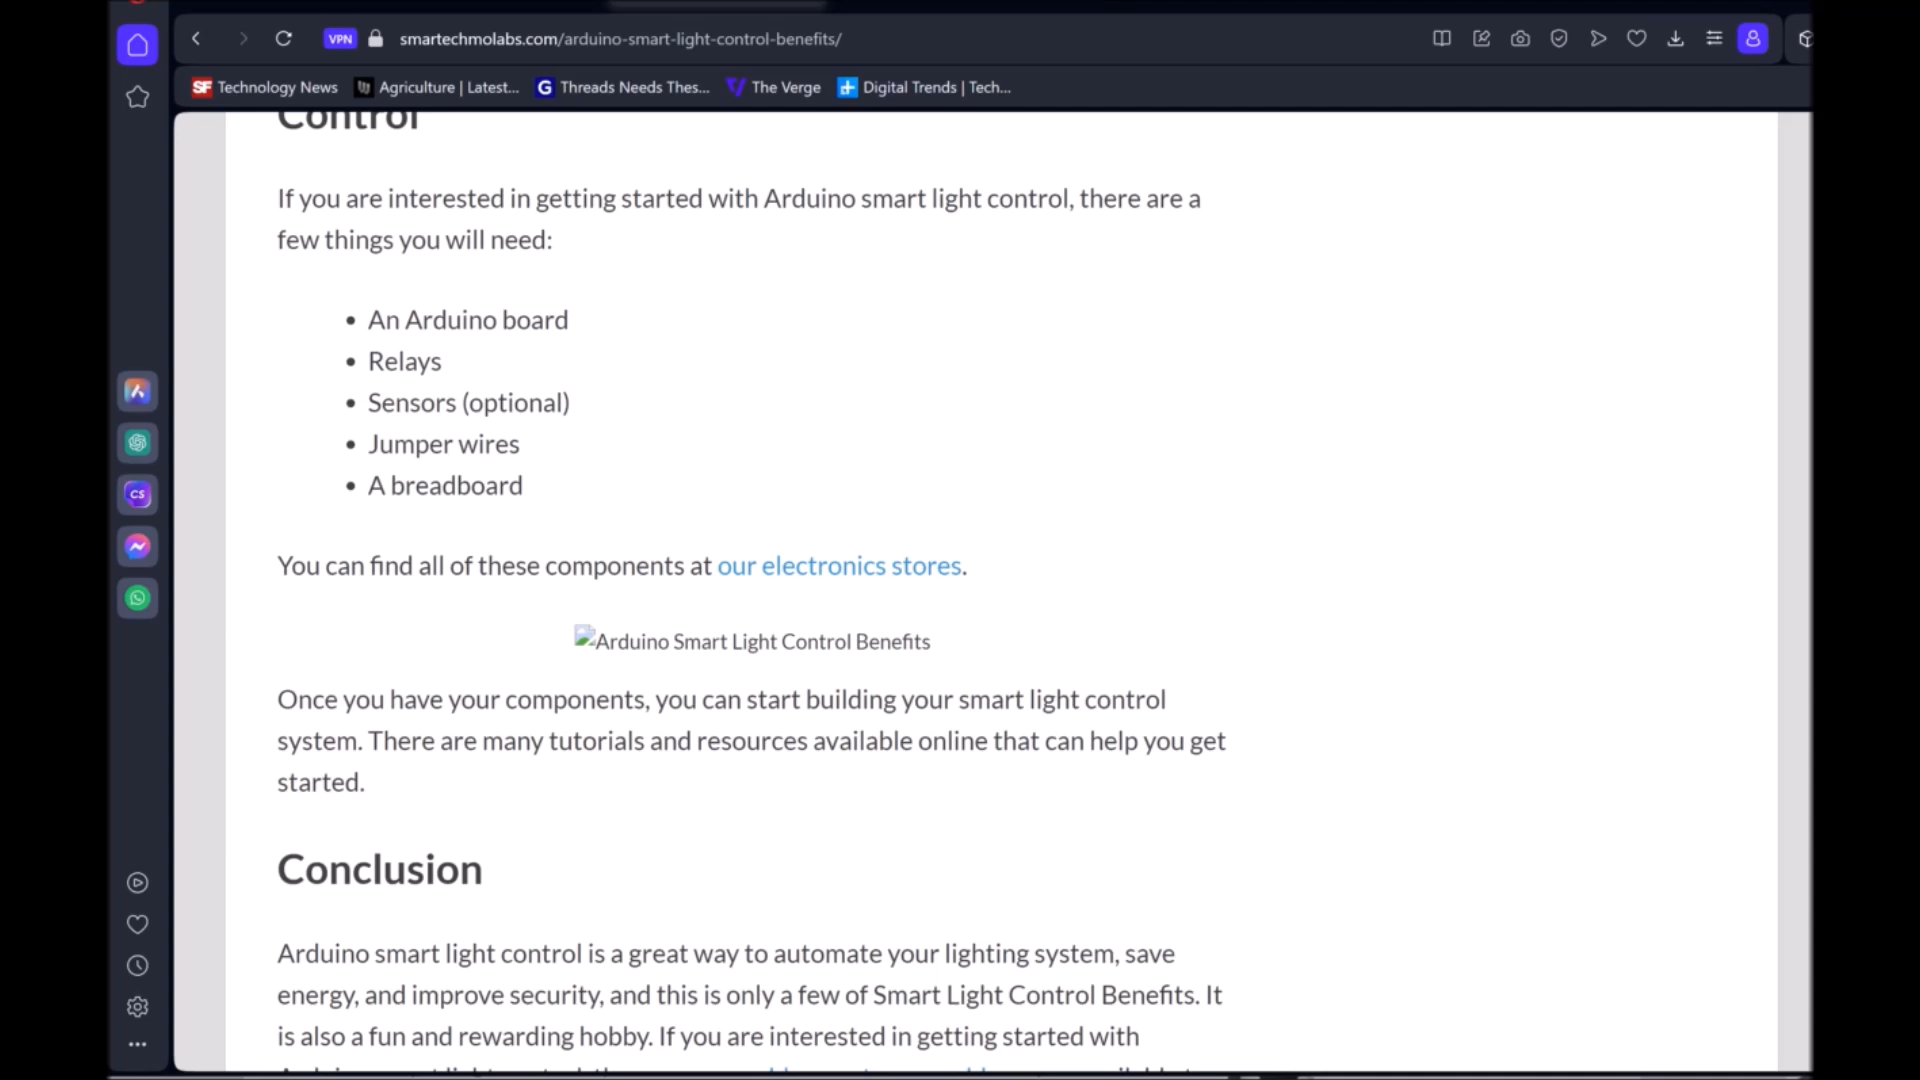 VPN
smartechmolabs.com/arduino-smart-light-control-benefits/
SF Technology News
Agriculture | Latest...
G Threads Needs Thes...
The Verge
Digital Trends | Tech...
Control
If you are interested in getting started with Arduino smart light control, there are a
few things you will need:
• An Arduino board
• Relays
• Sensors (optional)
• Jumper wires
• A breadboard
CS
You can find all of these components at our electronics stores.
Arduino Smart Light Control Benefits
Once you have your components, you can start building your smart light control
system. There are many tutorials and resources available online that can help you get
started.
Conclusion
Arduino smart light control is a great way to automate your lighting system, save
energy, and improve security, and this is only a few of Smart Light Control Benefits. It
is also a fun and rewarding hobby. If you are interested in getting started with